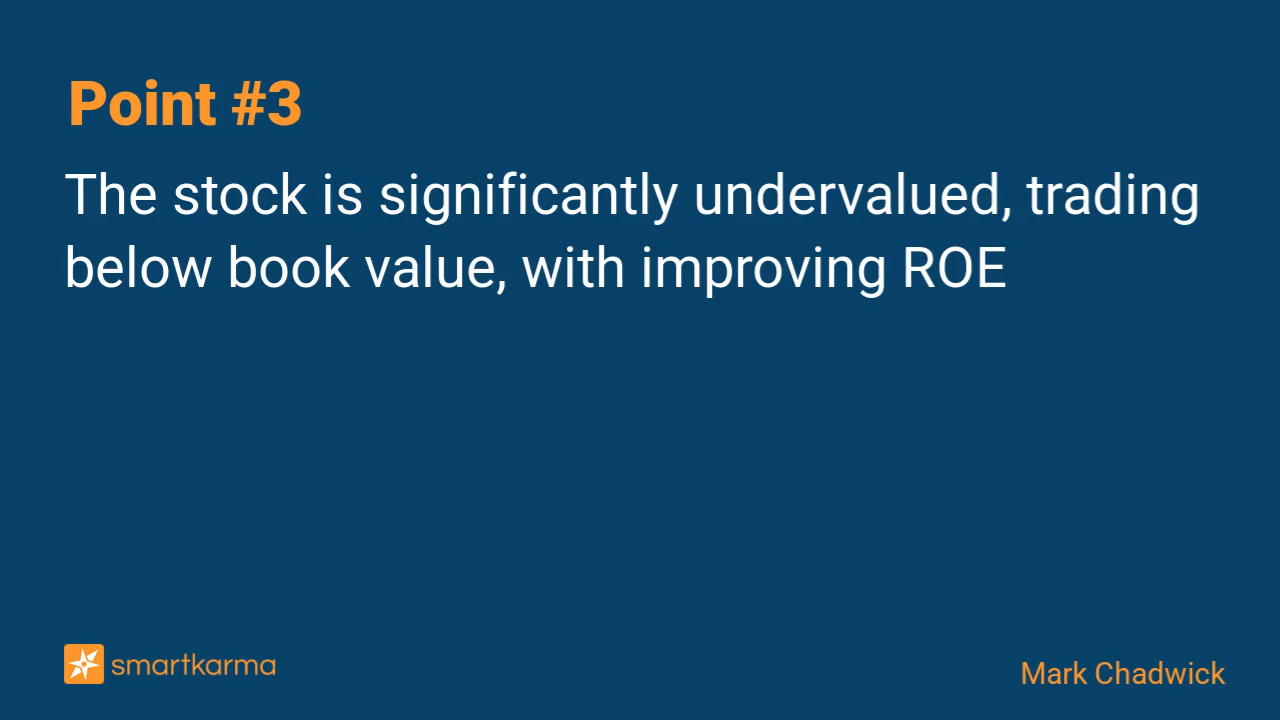 Point #3
The stock is significantly undervalued, trading
below book value, with improving ROE
smartkarma
Mark Chadwick